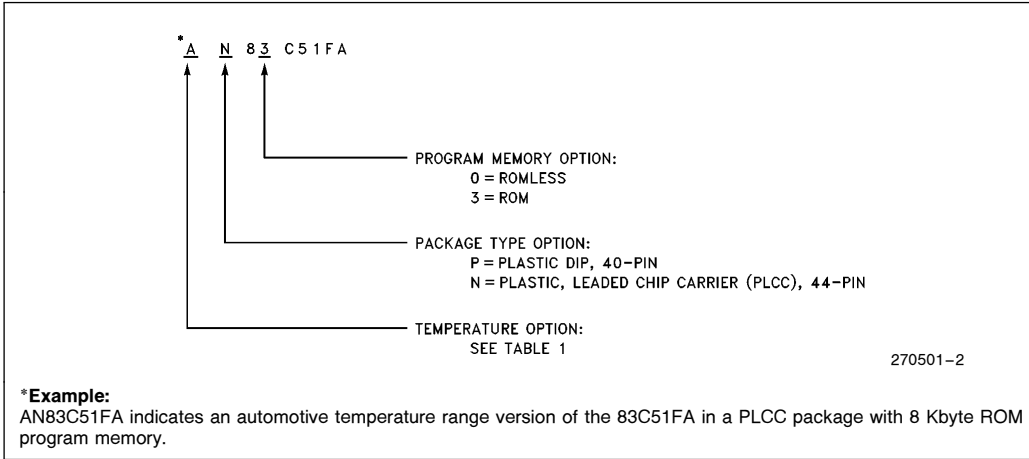 *A N 83 C51FA
PROGRAM MEMORY OPTION:
0 = ROMLESS
3 = ROM
PACKAGE TYPE OPTION:
P = PLASTIC DIP, 40-PIN
N = PLASTIC, LEADED CHIP CARRIER (PLCC), 44-PIN
TEMPERATURE OPTION:
SEE TABLE 1
270501-2
*Example:
AN83C51FA indicates an automotive temperature range version of the 83C51FA in a PLCC package with 8 Kbyte ROM
program memory.